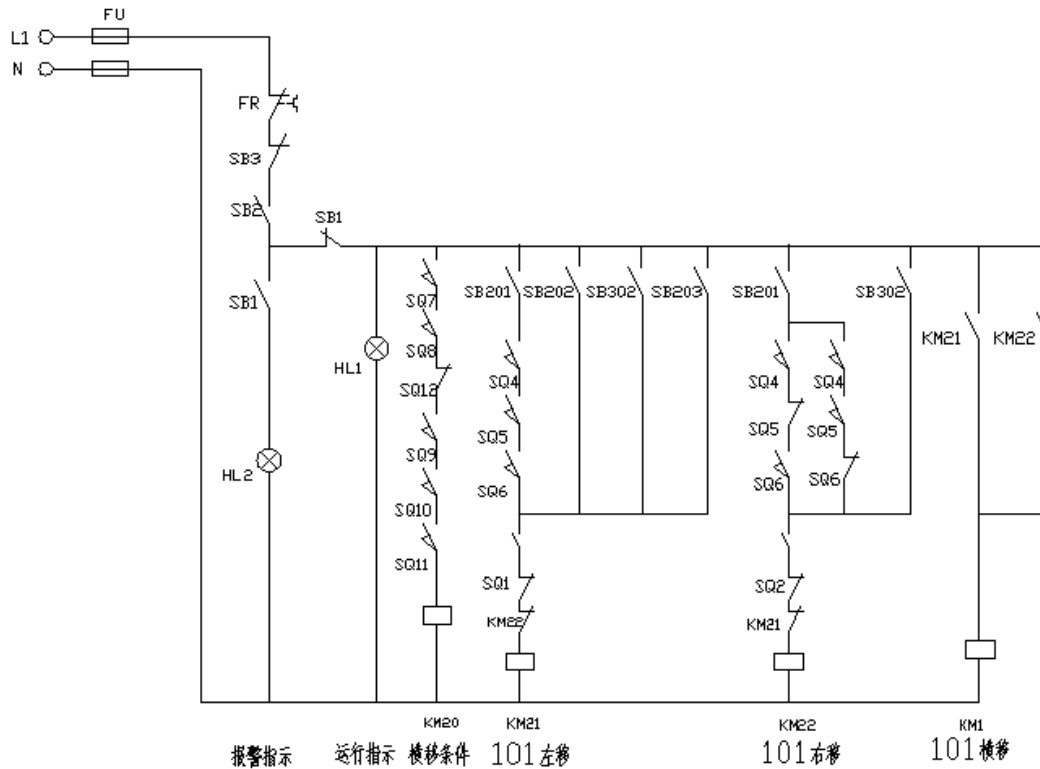 FU
L1
N
FR
SB3
SB2
SB1
SQ7
SB201 SB202 SB302 SB203 SB201 SB302
SB1
KM21 KM22
SQ8
HL1
SQ12
SQ4 SQ4 SQ4
SQ5 SQ5 SQ5
SQ9
HL2
SQ6 SQ6 SQ6
SQ10
SQ11
SQ1 SQ2
KM22 KM21
KM20 KM21 KM22 KM1
报警指示 运行指示 横移条件 101左移 101右移 101横移